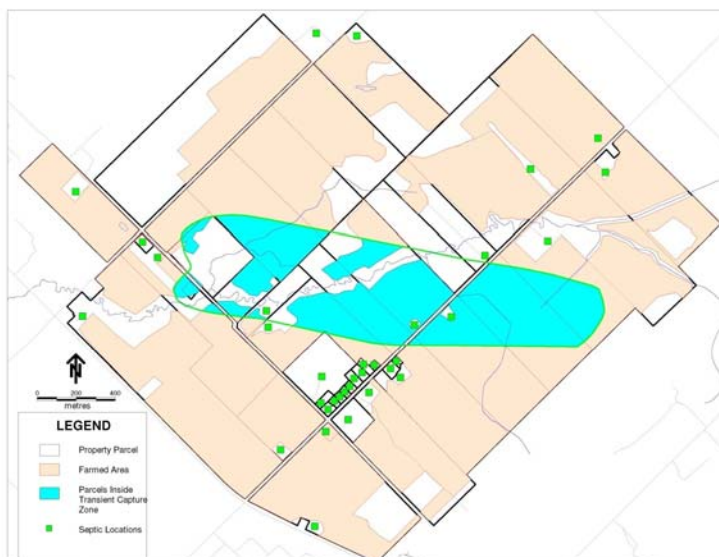 N
0 200 400
metres
LEGEND
Property Parcel
Farmed Area
Parcels Inside
Transient Capture
Zone
Septic Locations